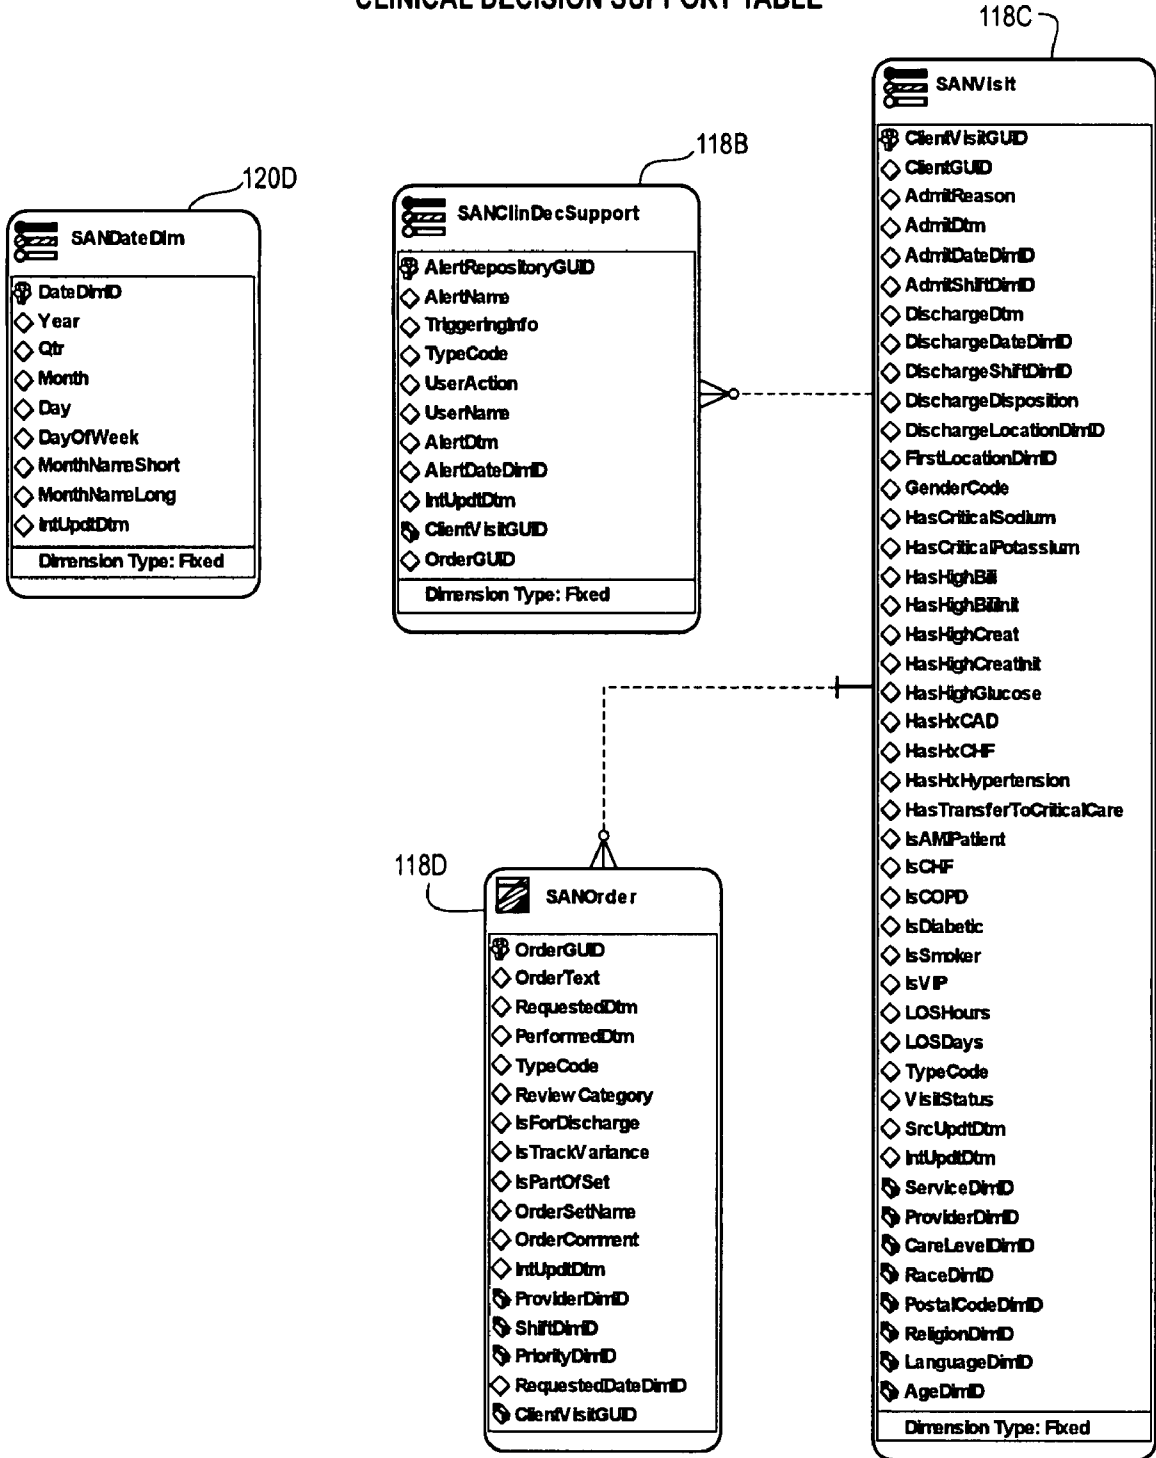 CLINICAL DECISION SUPPORT TABLE
118C
SANVisit
ClientVisitGUID
ClientGUID
AdmitReason
AdmitDtm
AdmitDateDimID
AdmitShiftDimID
DischargeDtm
DischargeDateDimID
DischargeShiftDimID
DischargeDisposition
DischargeLocationDimID
FirstLocationDimID
GenderCode
HasCriticalSodium
HasCriticalPotassium
HasHighBili
HasHighBiliInit
HasHighCreat
HasHighCreatInit
HasHighGlucose
HasHxCAD
HasHxCHF
HasHxHypertension
HasTransferToCriticalCare
IsAMIPatient
IsCHF
IsCOPD
IsDiabetic
IsSmoker
IsVIP
LOSHours
LOSDays
TypeCode
VisitStatus
SrcUpdtDtm
IntUpdtDtm
ServiceDimID
ProviderDimID
CareLevelDimID
RaceDimID
PostalCodeDimID
ReligionDimID
LanguageDimID
AgeDimID
Dimension Type: Fixed
118B
SANClinDecSupport
AlertRepositoryGUID
AlertName
TriggeringInfo
TypeCode
UserAction
UserName
AlertDtm
AlertDateDimID
IntUpdtDtm
ClientVisitGUID
OrderGUID
Dimension Type: Fixed
120D
SANDateDim
DateDimID
Year
Qtr
Month
Day
DayOfWeek
MonthNameShort
MonthNameLong
IntUpdtDtm
Dimension Type: Fixed
118D
SANOrder
OrderGUID
OrderText
RequestedDtm
PerformedDtm
TypeCode
Review Category
IsForDischarge
IsTrackVariance
IsPartOfSet
OrderSetName
OrderComment
IntUpdtDtm
ProviderDimID
ShiftDimID
PriorityDimID
RequestedDateDimID
ClientVisitGUID